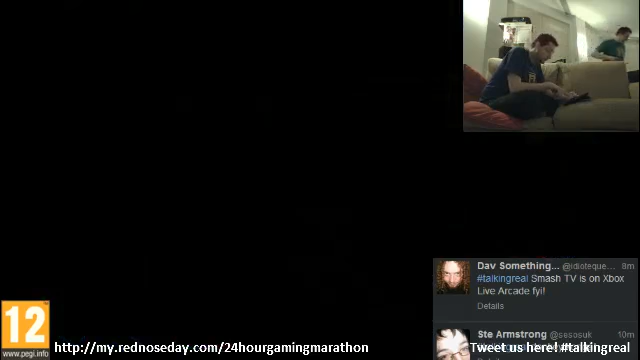 Dav Something... @idioteque... 8m
#talkingreal Smash TV is on Xbox
Live Arcade fyi!
Details
Ste Armstrong @sesosuk 10m
12
www.pegi.info
http://my.rednoseday.com/24hourgamingmarathon
Tweet us here! #talkingreal